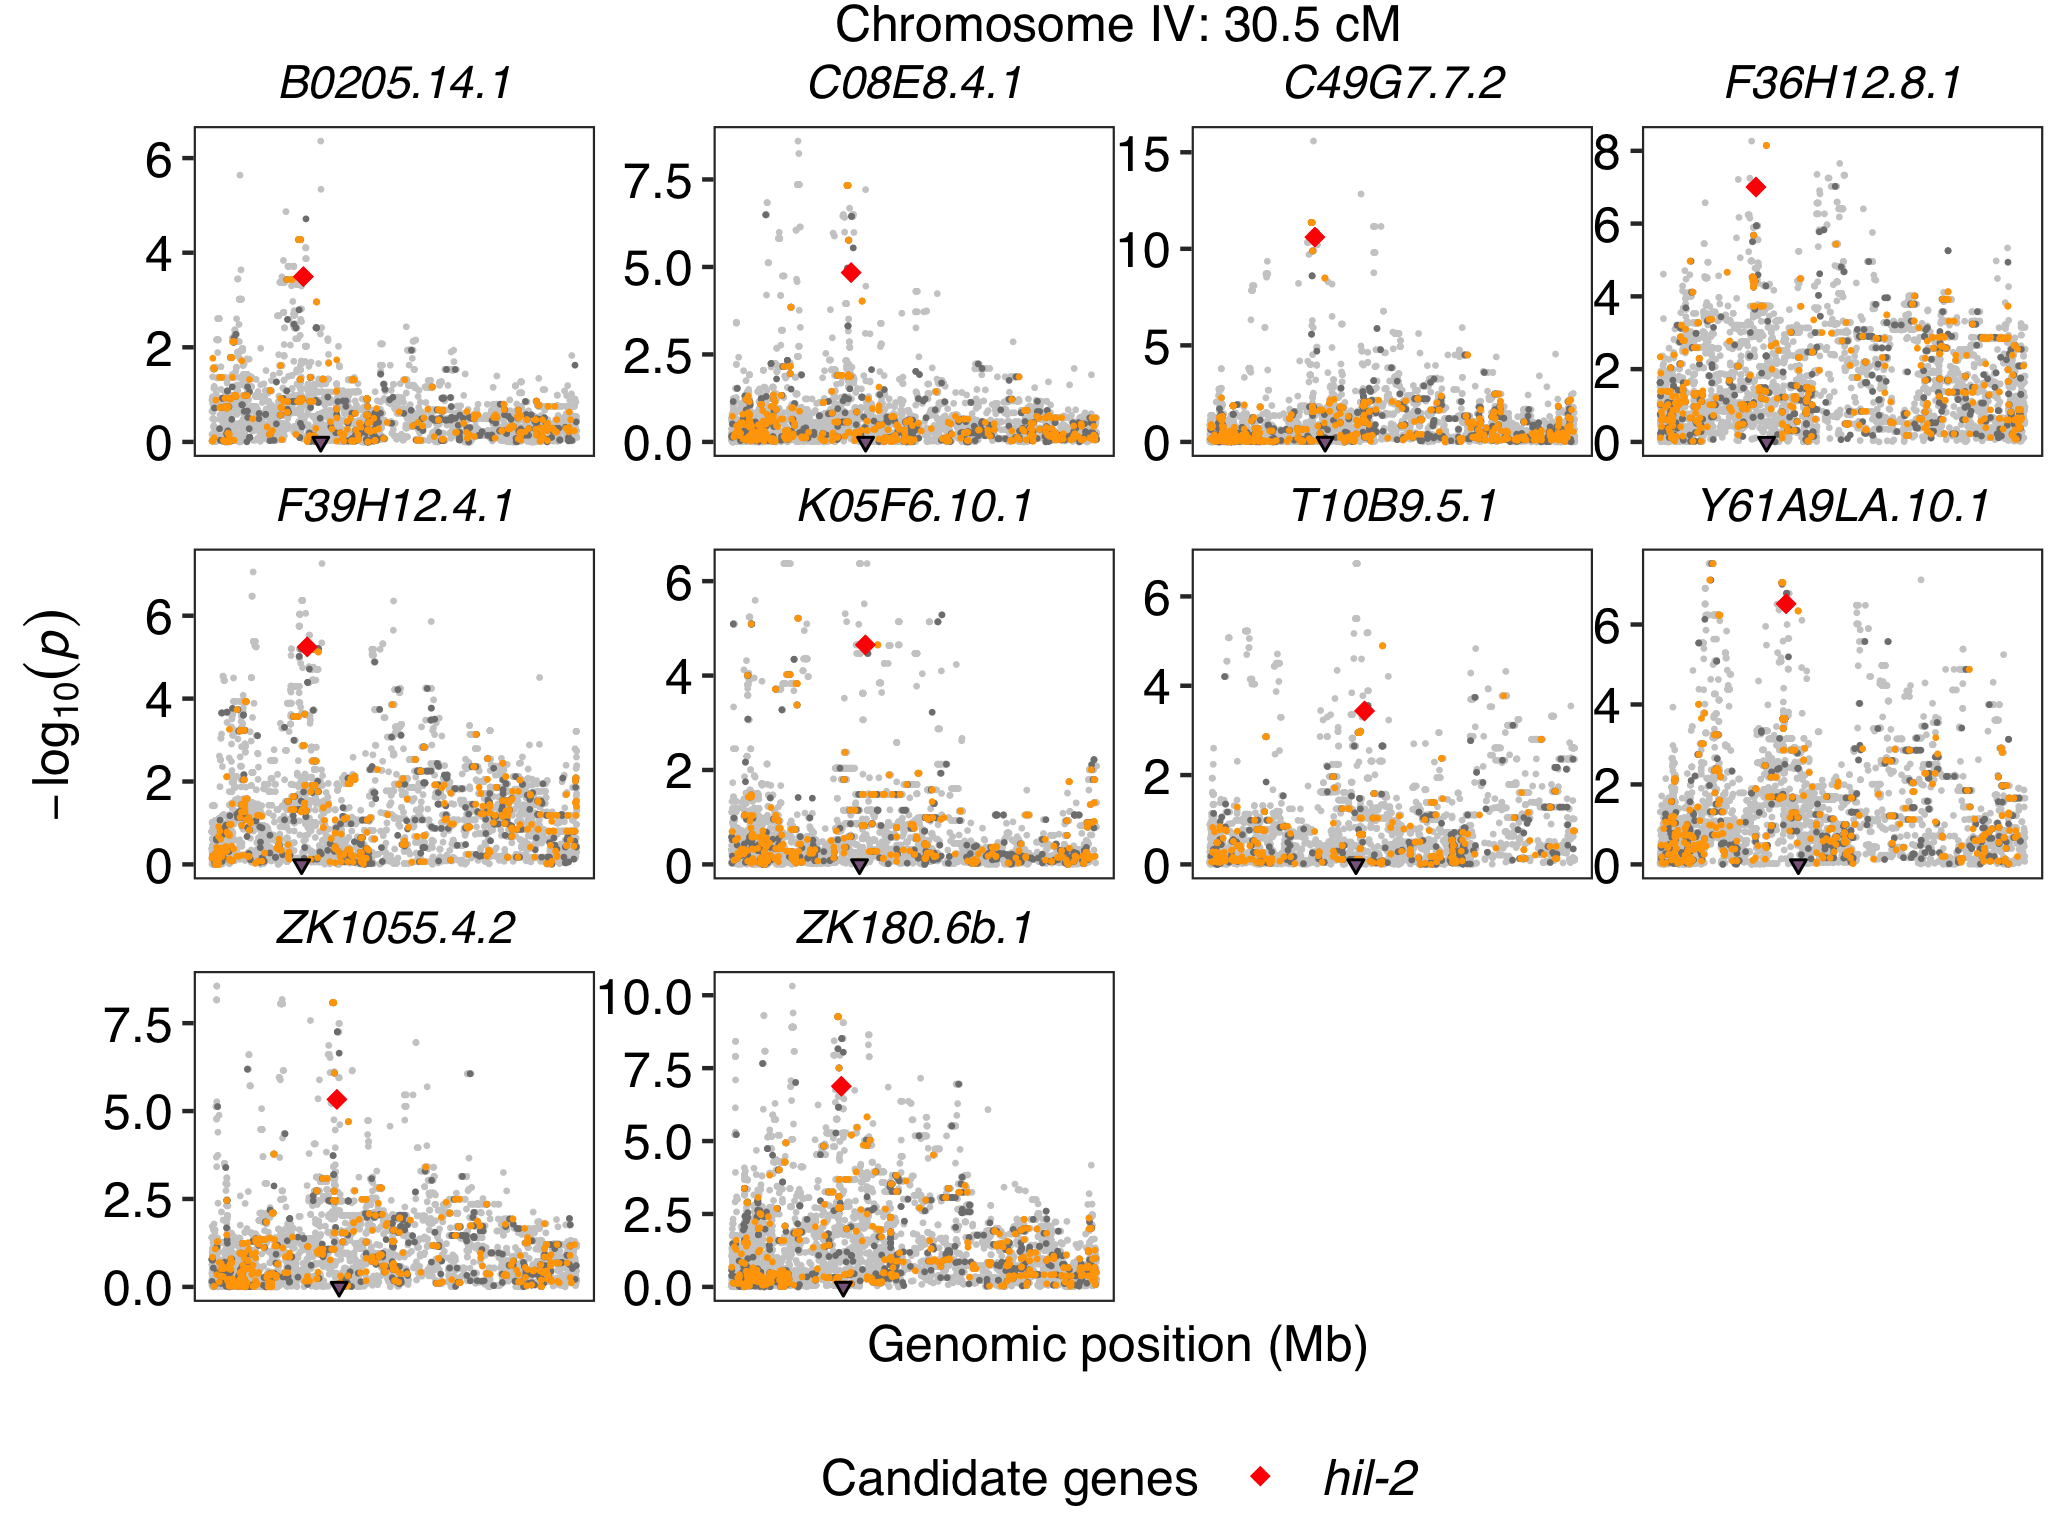 Chromosome IV: 30.5 cM
B0205.14.1 C08E8.4.1 C49G7.7.2 F36H12.8.1
6 4 2 0
7.5 5.0 2.5 0.0
15 10 5 0
8 6 4 2 0
F39H12.4.1 K05F6.10.1 T10B9.5.1 Y61A9LA.10.1
6 4 2 0
6 4 2 0
6 4 2 0
6 4 2 0
−log10(p)
ZK1055.4.2 ZK180.6b.1
7.5 5.0 2.5 0.0
10.0 7.5 5.0 2.5 0.0
Genomic position (Mb)
Candidate genes hil-2